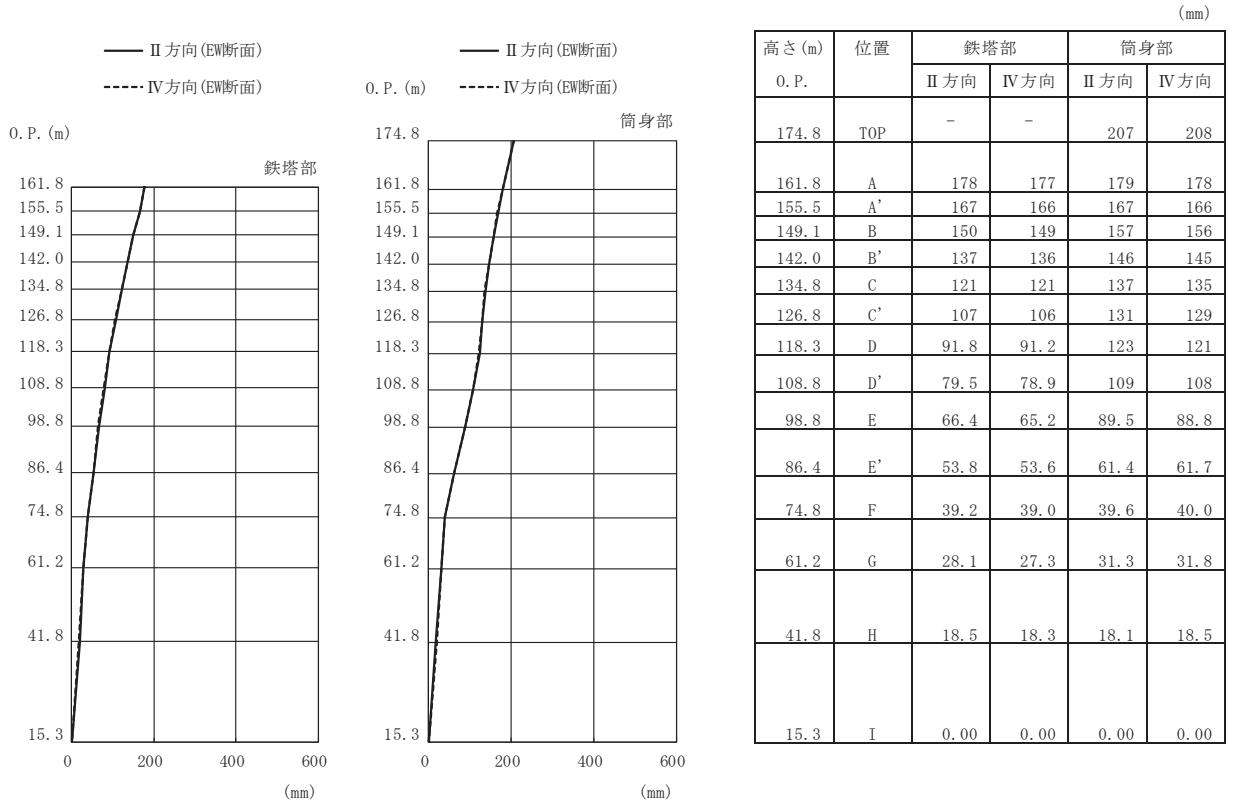 II方向(EW断面)
IV方向(EW断面)
O.P.(m)
鉄塔部
161.8
155.5
149.1
142.0
134.8
126.8
118.3
108.8
98.8
86.4
74.8
61.2
41.8
15.3
0 200 400 600
(mm)
II方向(EW断面)
O.P.(m) IV方向(EW断面)
筒身部
174.8
161.8
155.5
149.1
142.0
134.8
126.8
118.3
108.8
98.8
86.4
74.8
61.2
41.8
15.3
0 200 400 600
(mm)
(mm)
高さ(m) 位置 鉄塔部 筒身部
O.P. II方向 IV方向 II方向 IV方向
174.8 TOP - - 207 208
161.8 A 178 177 179 178
155.5 A' 167 166 167 166
149.1 B 150 149 157 156
142.0 B' 137 136 146 145
134.8 C 121 121 137 135
126.8 C' 107 106 131 129
118.3 D 91.8 91.2 123 121
108.8 D' 79.5 78.9 109 108
98.8 E 66.4 65.2 89.5 88.8
86.4 E' 53.8 53.6 61.4 61.7
74.8 F 39.2 39.0 39.6 40.0
61.2 G 28.1 27.3 31.3 31.8
41.8 H 18.5 18.3 18.1 18.5
15.3 I 0.00 0.00 0.00 0.00